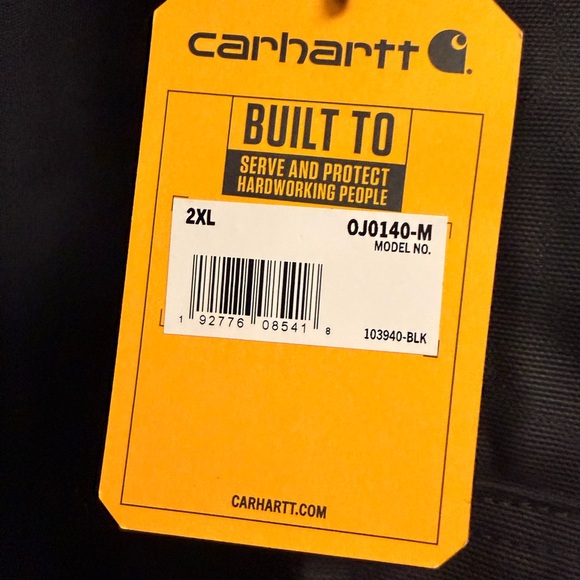 carhartt
BUILT TO
SERVE AND PROTECT
HARDWORKING PEOPLE
2XL
OJ0140-M
MODEL NO.
1 92776 08541 8
103940-BLK
CARHARTT.COM